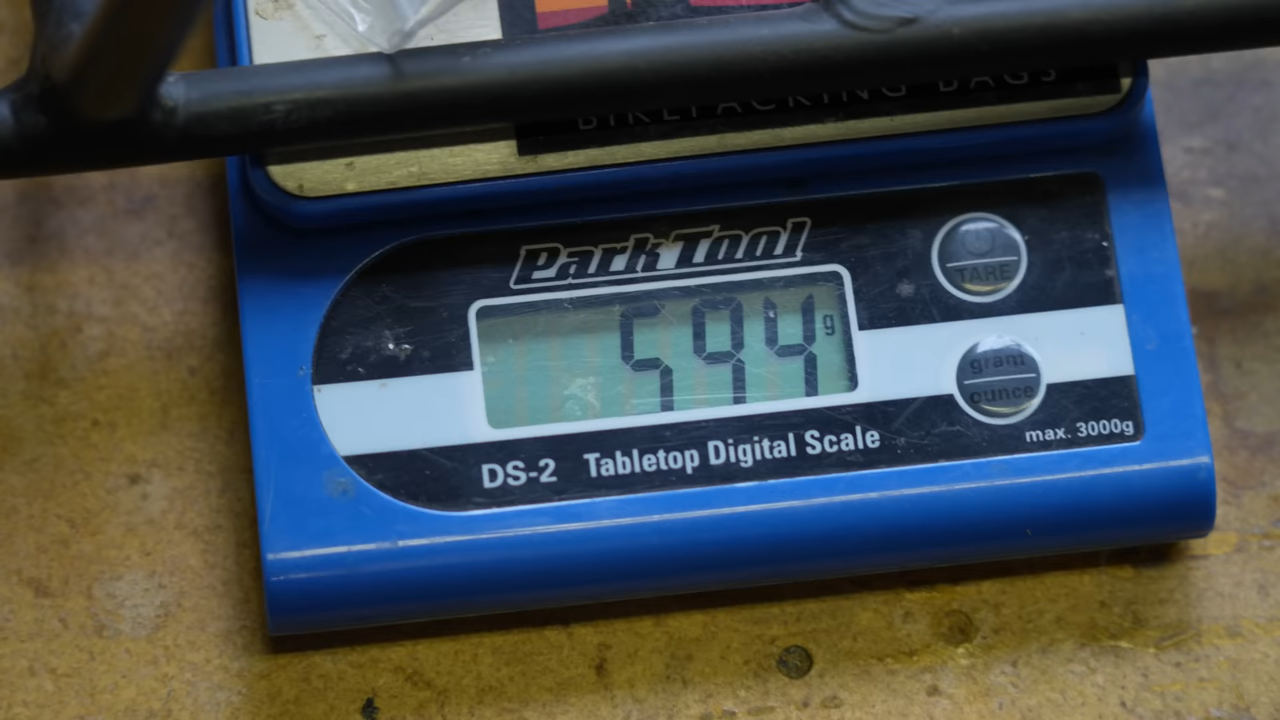 BIKEPACKING BAGS
Park Tool
TARE
594 g
gram
ounce
DS-2 Tabletop Digital Scale
max. 3000g